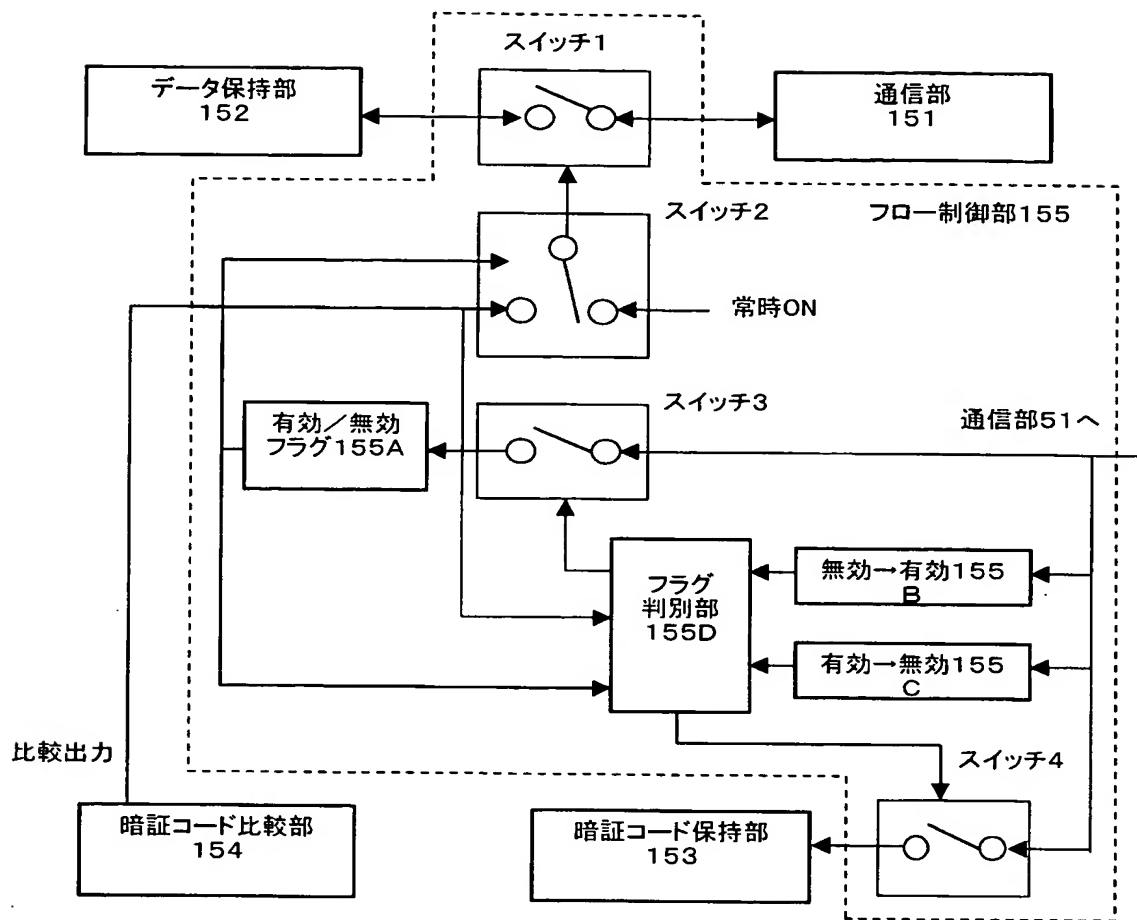 スイッチ1
データ保持部
152
通信部
151
スイッチ2
フロー制御部155
常時ON
スイッチ3
有効／無効
フラグ155A
通信部51へ
フラグ
判別部
155D
無効→有効155
B
有効→無効155
C
比較出力
スイッチ4
暗証コード比較部
154
暗証コード保持部
153